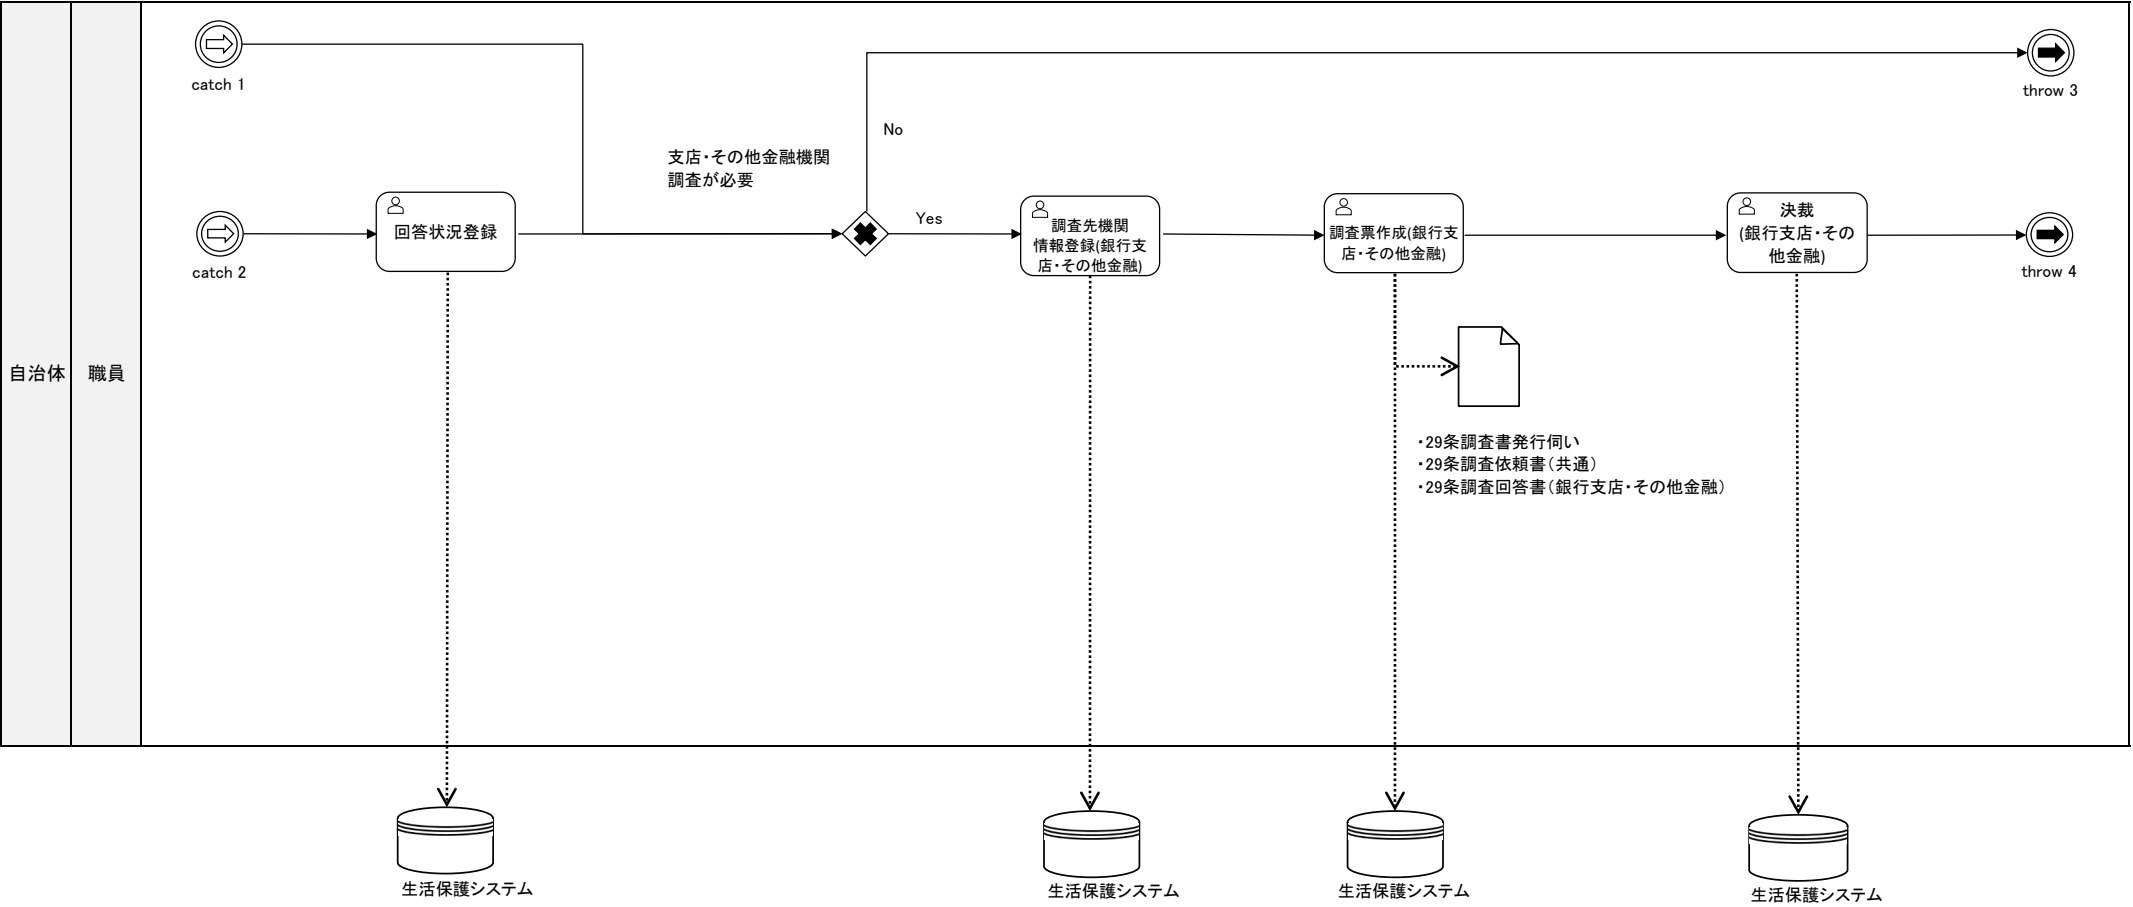 自治体
職員
catch 1
throw 3
No
支店・その他金融機関
調査が必要
catch 2
回答状況登録
Yes
調査先機関
情報登録(銀行支
店・その他金融)
調査票作成(銀行支
店・その他金融)
決裁
(銀行支店・その
他金融)
throw 4
・29条調査書発行伺い
・29条調査依頼書（共通）
・29条調査回答書（銀行支店・その他金融）
生活保護システム
生活保護システム
生活保護システム
生活保護システム